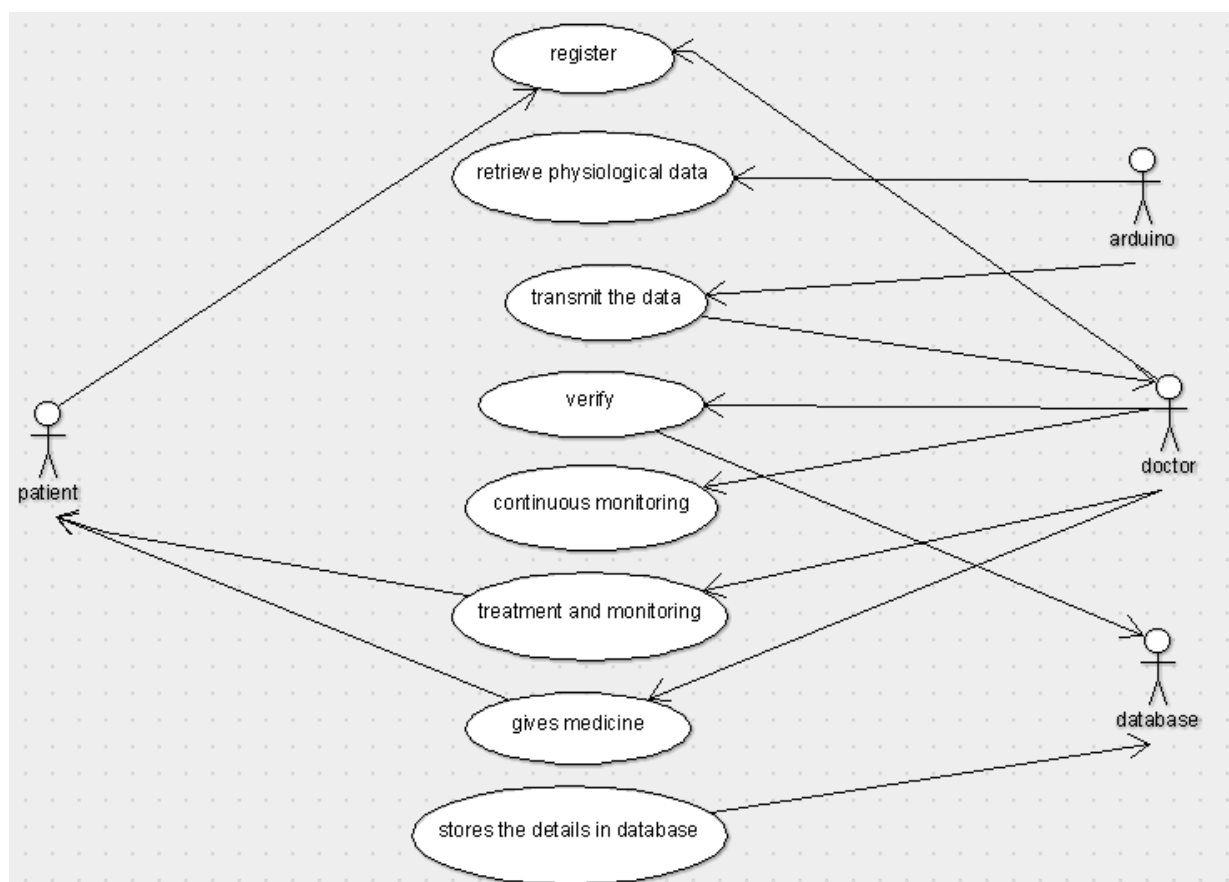 register
retrieve physiological data
arduino
transmit the data
verify
doctor
patient
continuous monitoring
treatment and monitoring
gives medicine
database
stores the details in database